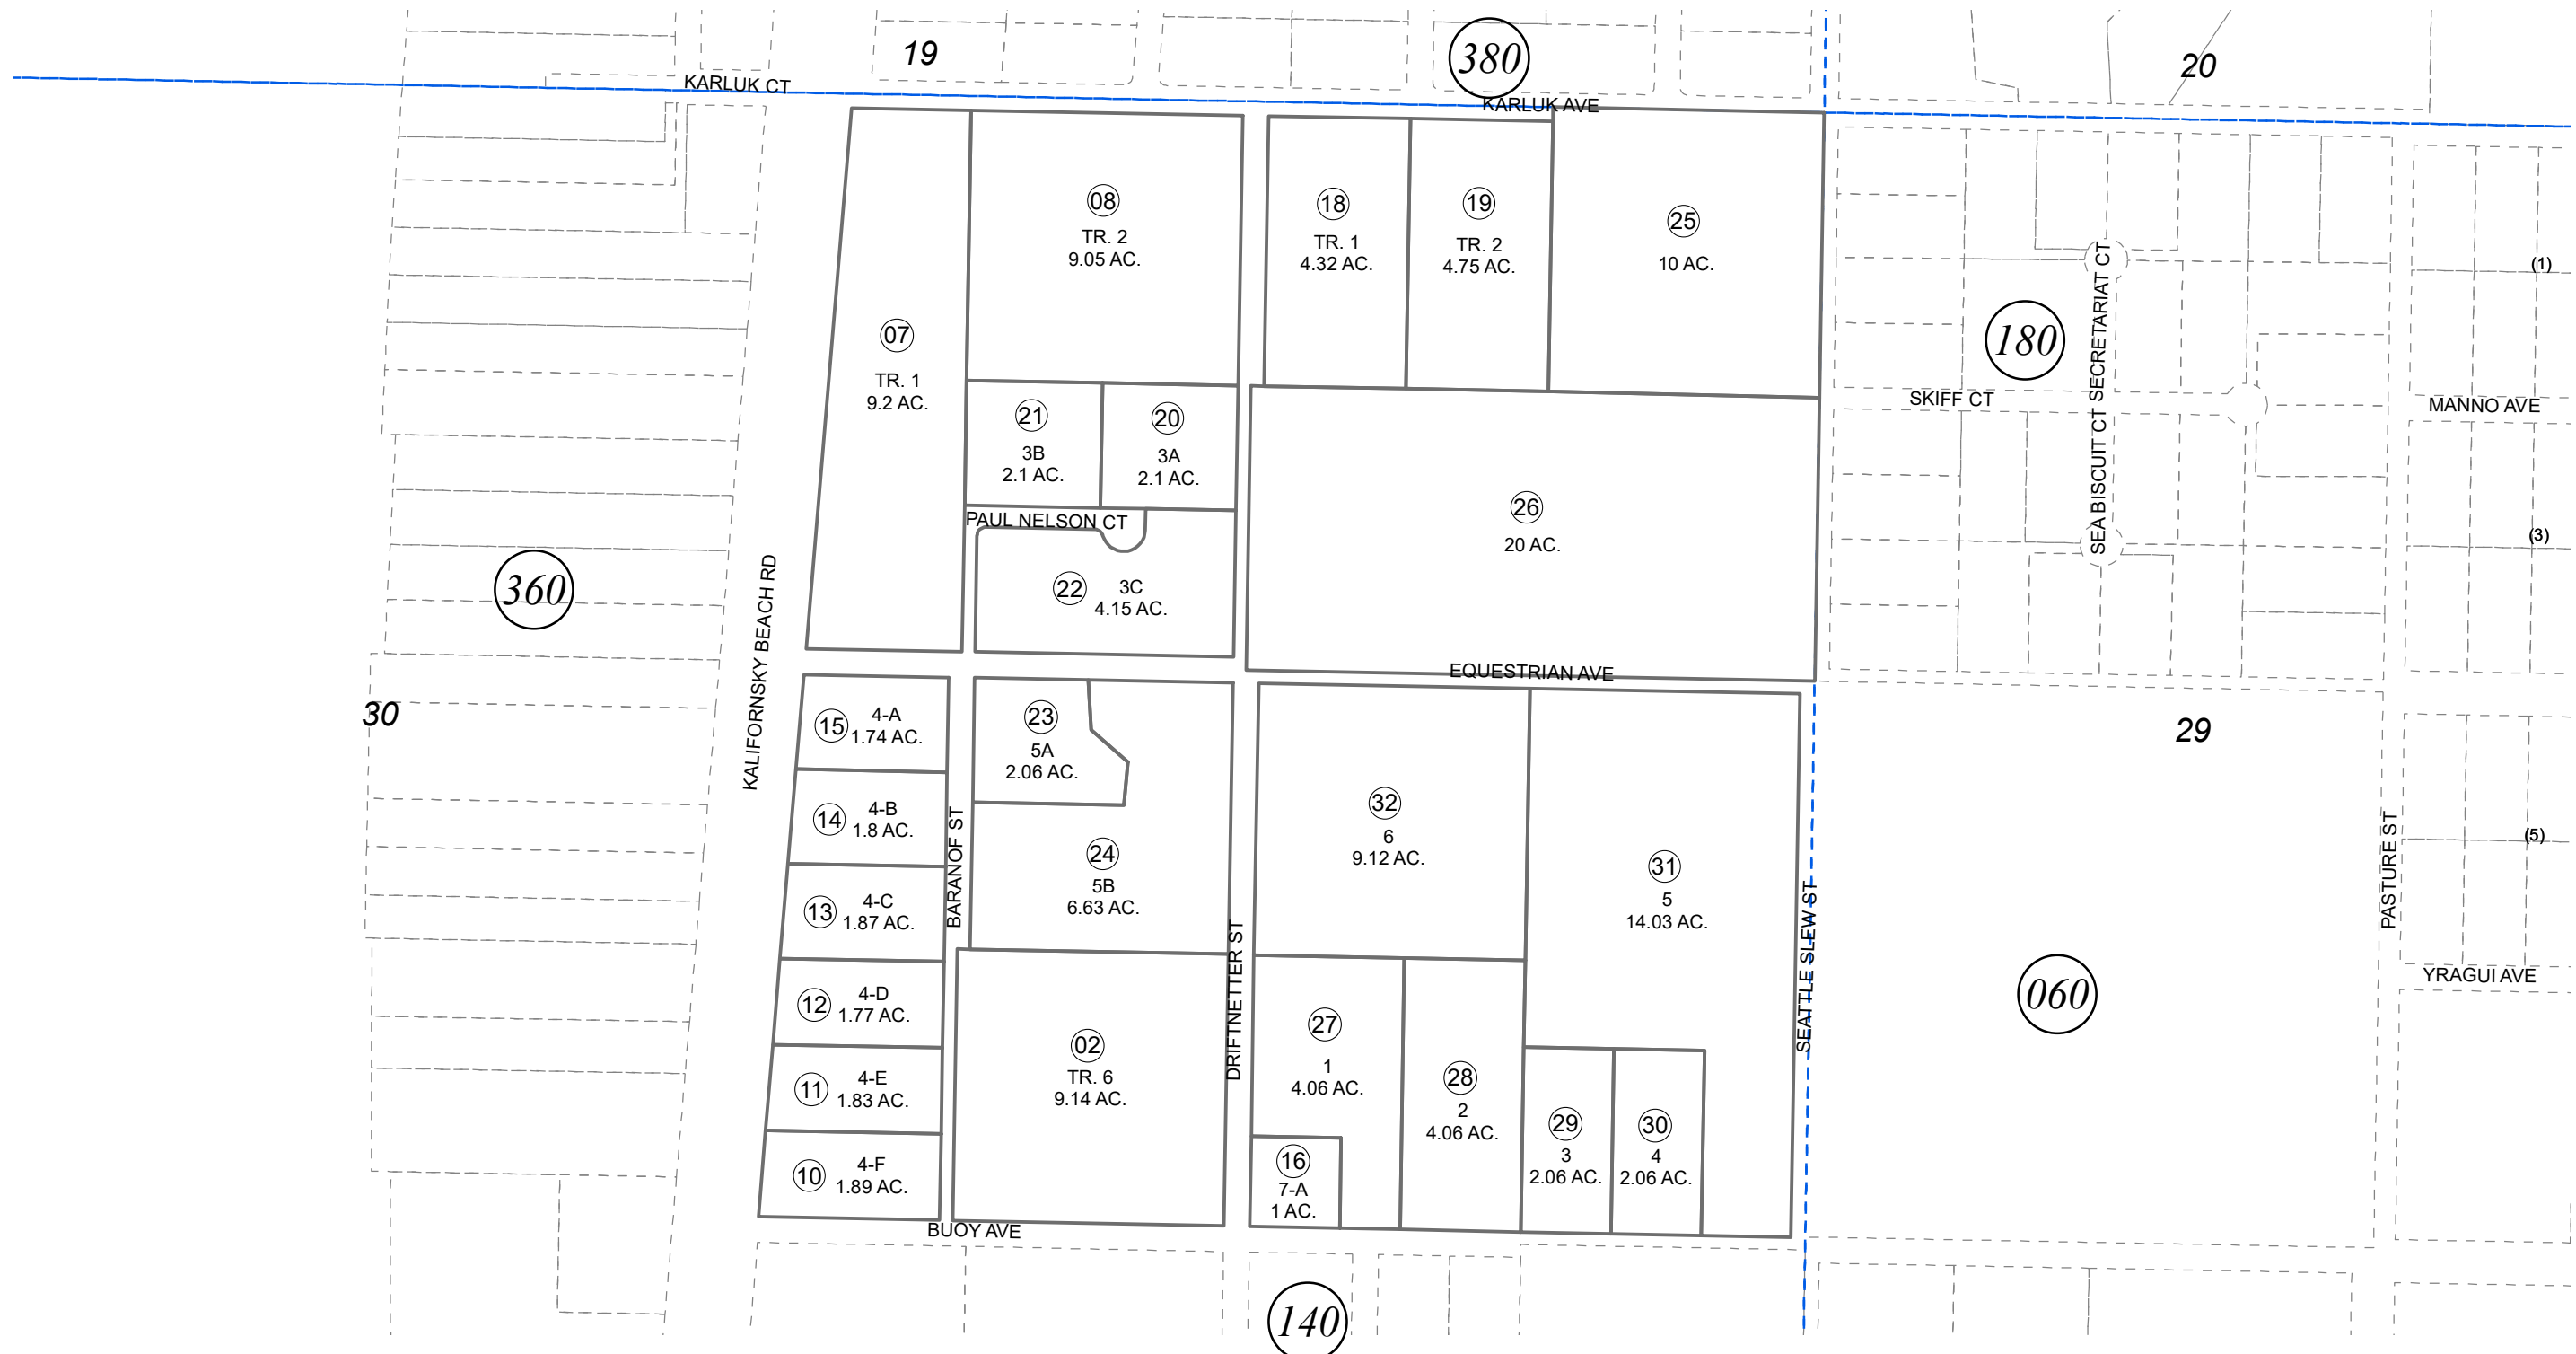 19
380
20
KARLUK CT
KARLUK AVE
08
TR. 2
9.05 AC.
18
TR. 1
4.32 AC.
19
TR. 2
4.75 AC.
25
10 AC.
(1)
07
TR. 1
9.2 AC.
180
SECRETARIAT CT
SKIFF CT
MANNO AVE
21
3B
2.1 AC.
20
3A
2.1 AC.
SEA BISCUIT CT
26
20 AC.
PAUL NELSON CT
(3)
360
22
3C
4.15 AC.
KALIFORNSKY BEACH RD
EQUESTRIAN AVE
30
29
15
4-A
1.74 AC.
23
5A
2.06 AC.
14
4-B
1.8 AC.
32
6
9.12 AC.
(5)
BARANOF ST
24
5B
6.63 AC.
31
5
14.03 AC.
PASTURE ST
13
4-C
1.87 AC.
DRIFTNETTER ST
SEATTLE SLEW ST
YRAGUI AVE
060
12
4-D
1.77 AC.
02
TR. 6
9.14 AC.
27
1
4.06 AC.
28
2
4.06 AC.
11
4-E
1.83 AC.
29
3
2.06 AC.
30
4
2.06 AC.
10
4-F
1.89 AC.
16
7-A
1 AC.
BUOY AVE
140